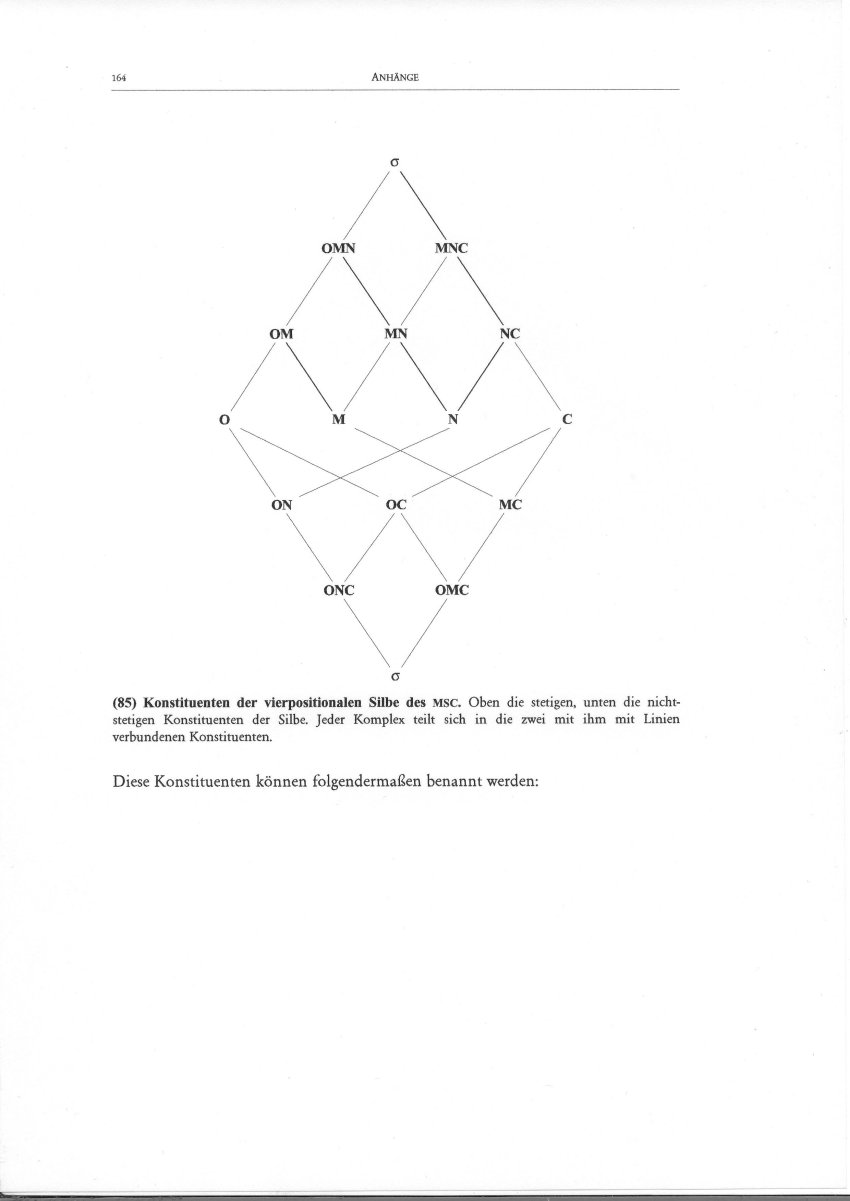 164 ANHÄNGE
σ
OMN MNC
OM MN NC
O M N C
ON OC MC
ONC OMC
σ
(85) Konstituenten der vierpositionalen Silbe des MSC. Oben die stetigen, unten die nicht-
stetigen Konstituenten der Silbe. Jeder Komplex teilt sich in die zwei mit ihm mit Linien
verbundenen Konstituenten.
Diese Konstituenten können folgendermaßen benannt werden: